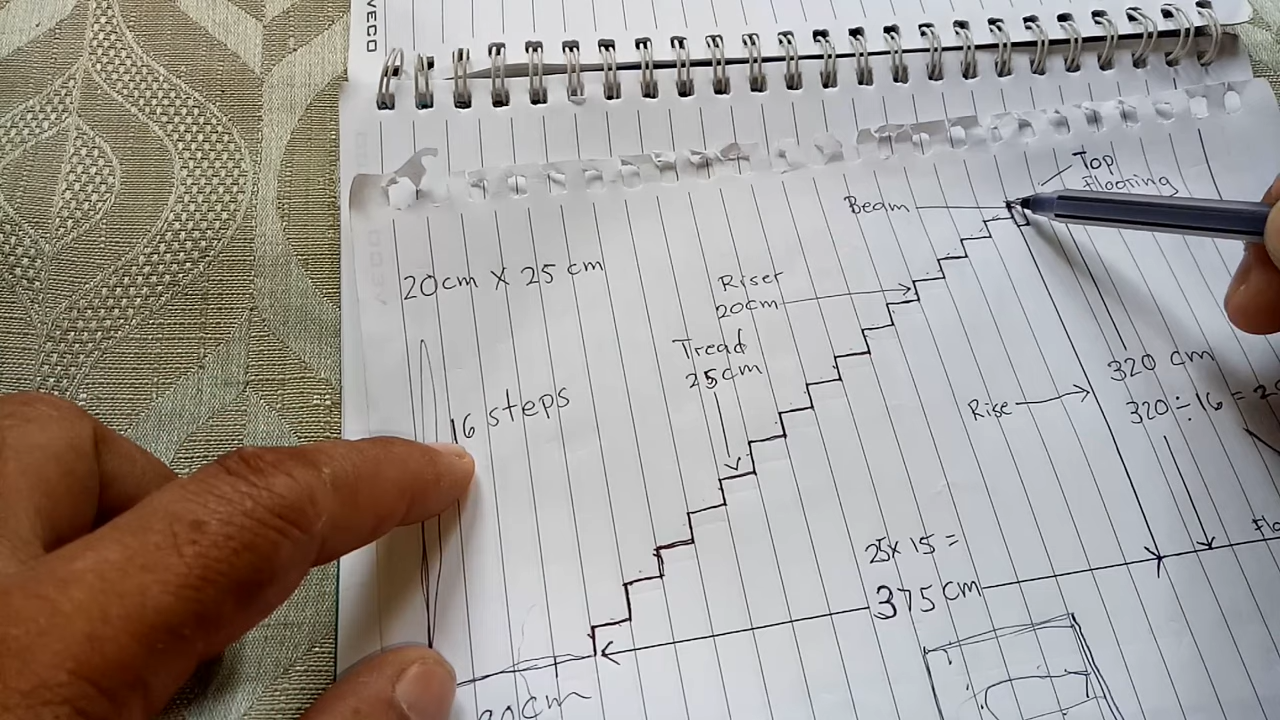 VECO
Top
Flooring
Beam
20cm X 25 cm
Riser
20cm
Tread
25cm
16 steps
320 cm
Rise
320 ÷ 16 =
25 x 15 =
375 cm